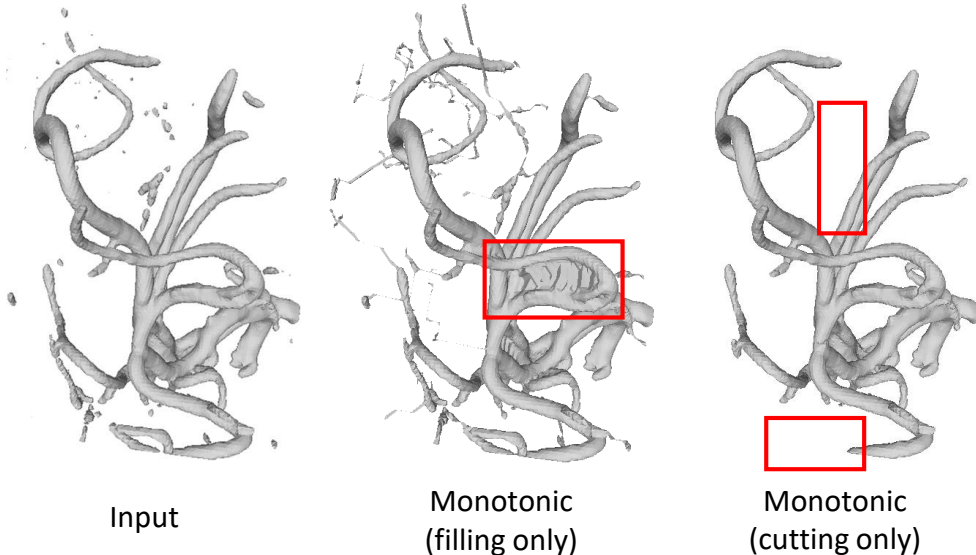 Input
Monotonic
(filling only)
Monotonic
(cutting only)